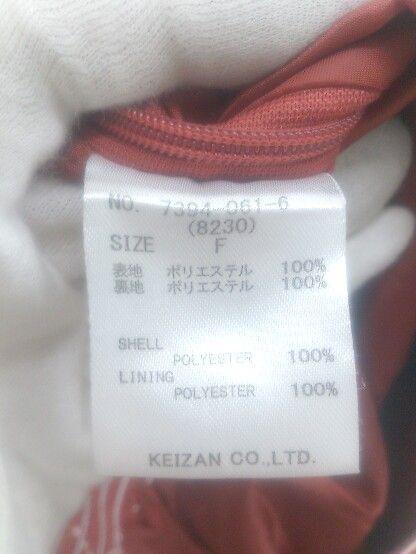 NO. 7394-061-6
(8230)
SIZE F
表地 ポリエステル 100%
裏地 ポリエステル 100%
SHELL
POLYESTER 100%
LINING
POLYESTER 100%
KEIZAN CO.,LTD.